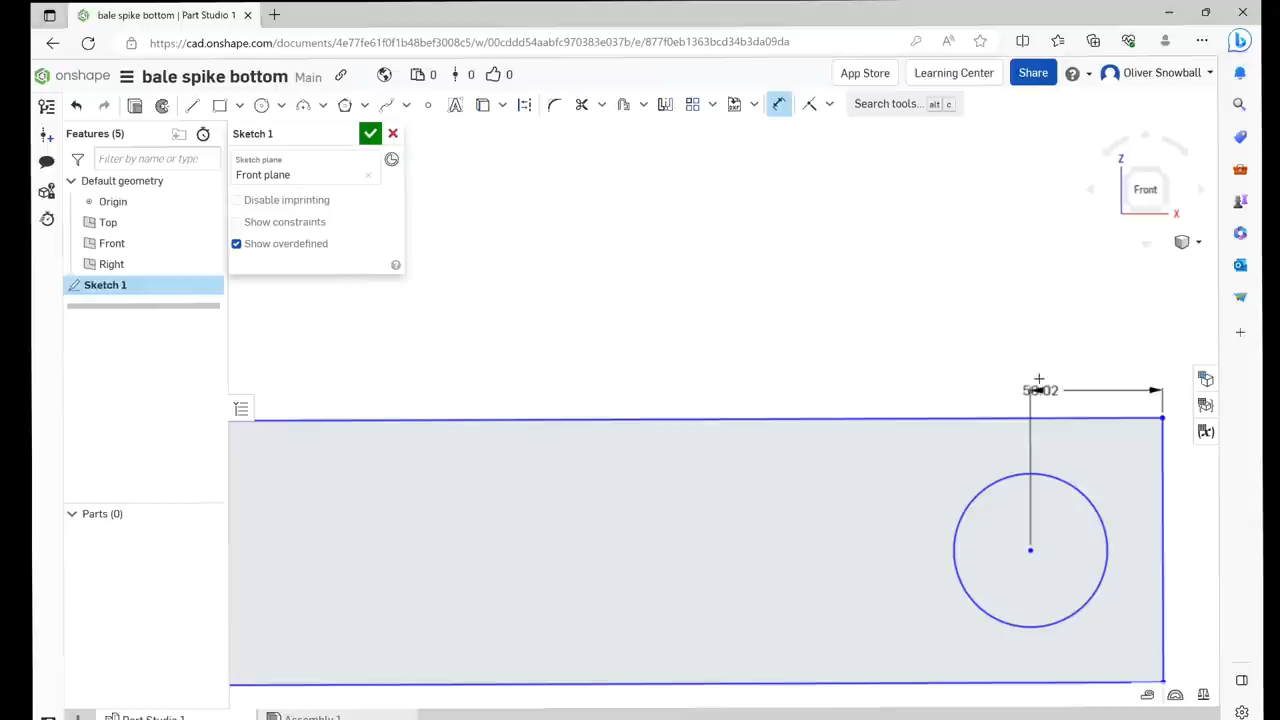 bale spike bottom | Part Studio 1
https://cad.onshape.com/documents/4e77fe61f0f1b48bef3008c5/w/00cddd54aabfc970383e037b/e/877f0eb1363bcd34b3da09da
onshape
bale spike bottom
Main
0
0
0
App Store
Learning Center
Share
Oliver Snowball
Search tools...
alt
c
Features (5)
Filter by name or type
Default geometry
Origin
Top
Front
Right
Sketch 1
Parts (0)
Sketch 1
Sketch plane
Front plane
Disable imprinting
Show constraints
Show overdefined
Z
Front
X
Part Studio 1
Assembly 1